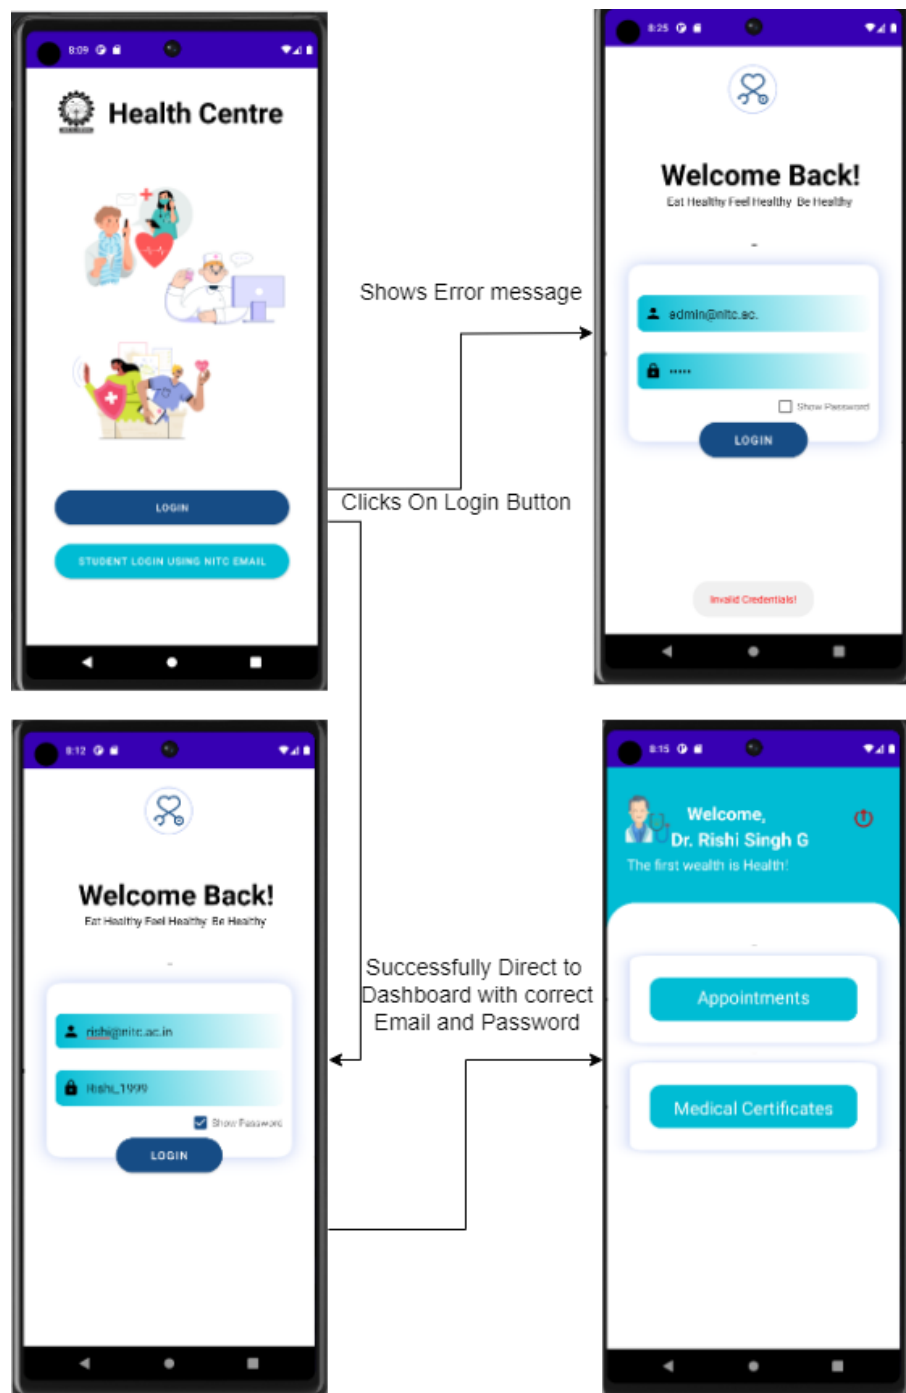 8:09
Health Centre
LOGIN
STUDENT LOGIN USING NITC EMAIL
Shows Error message
Clicks On Login Button
8:25
Welcome Back!
Eat Healthy Feel Healthy Be Healthy
admin@nitc.ac.
•••••
Show Password
LOGIN
Invalid Credentials!
8:12
Welcome Back!
Eat Healthy Feel Healthy Be Healthy
rishi@nitc.ac.in
Rishi_1999
Show Password
LOGIN
Successfully Direct to
Dashboard with correct
Email and Password
8:15
Welcome,
Dr. Rishi Singh G
The first wealth is Health!
Appointments
Medical Certificates